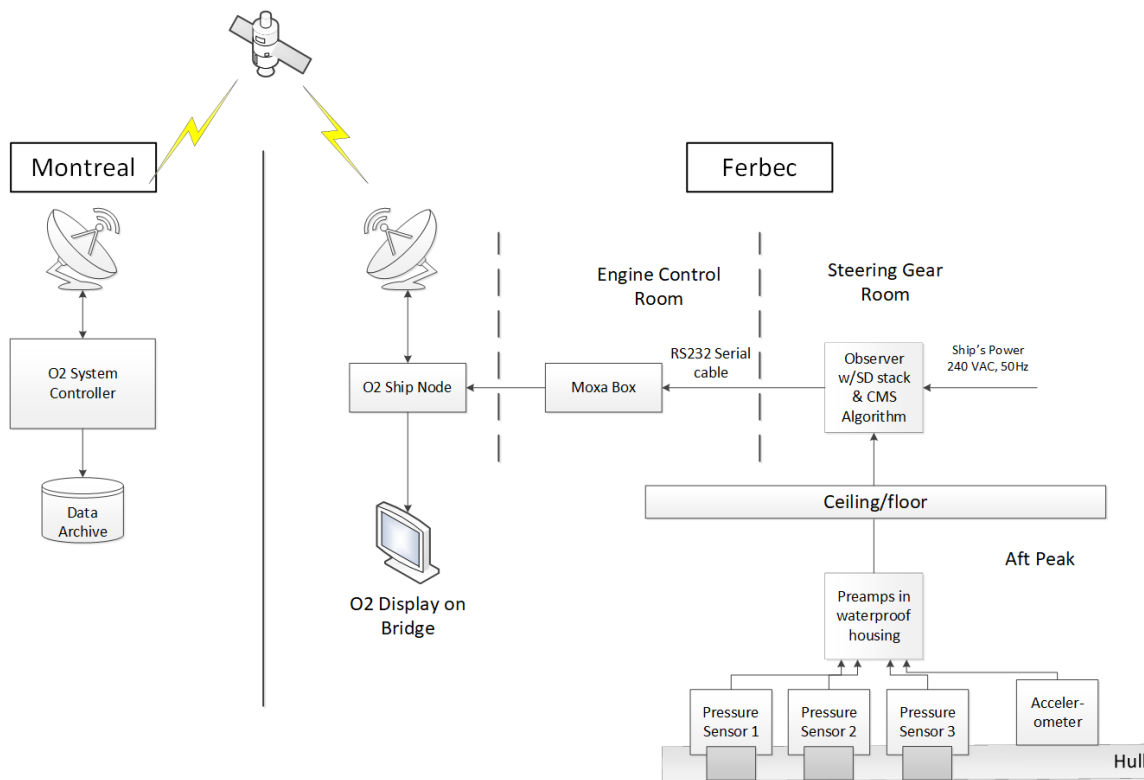 Montreal
Ferbec
Engine Control
Room
Steering Gear
Room
O2 System
Controller
Data
Archive
O2 Ship Node
O2 Display on
Bridge
Moxa Box
RS232 Serial
cable
Observer
w/SD stack
& CMS
Algorithm
Ship's Power
240 VAC, 50Hz
Ceiling/floor
Aft Peak
Preamps in
waterproof
housing
Pressure
Sensor 1
Pressure
Sensor 2
Pressure
Sensor 3
Acceler-
ometer
Hull